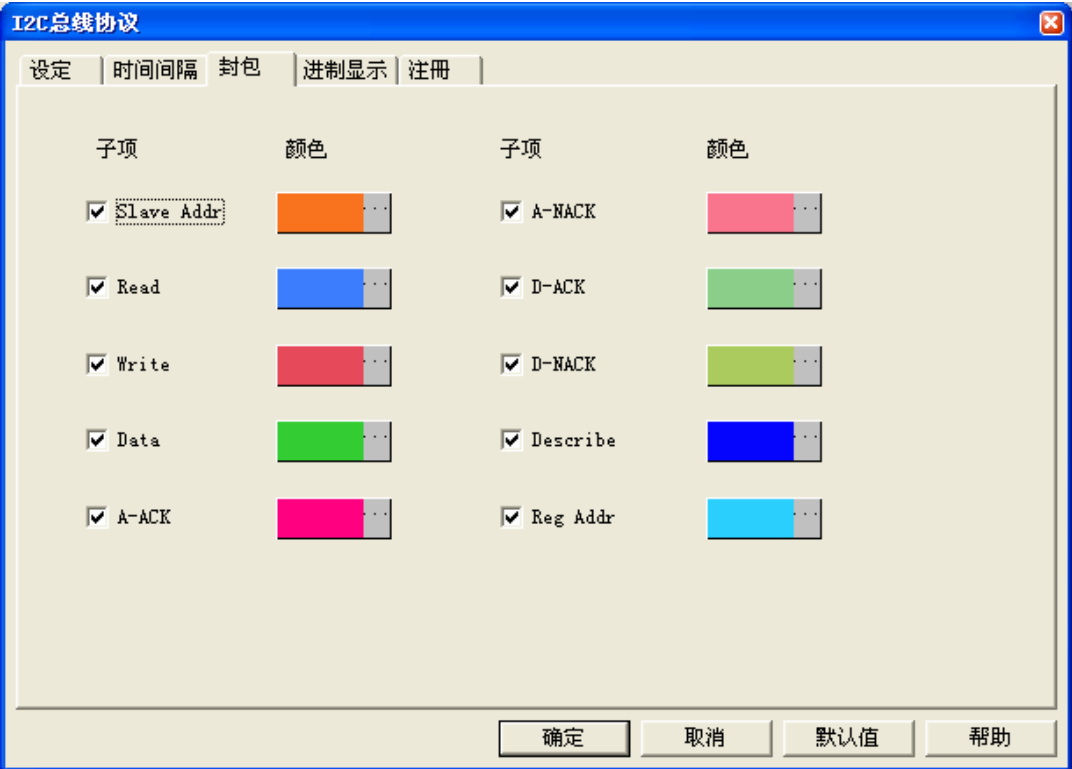 I2C总线协议
设定 时间间隔 封包 进制显示 注册
子项 颜色 子项 颜色
Slave Addr ... A-NACK ...
Read ... D-ACK ...
Write ... D-NACK ...
Data ... Describe ...
A-ACK ... Reg Addr ...
确定 取消 默认值 帮助